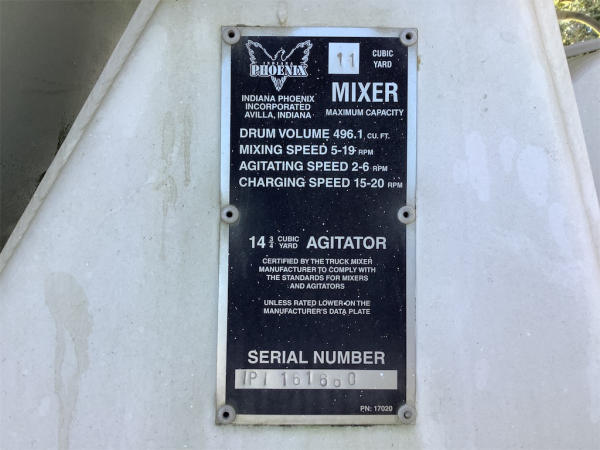 INDIANA
PHOENIX
11 CUBIC YARD
INDIANA PHOENIX
INCORPORATED
AVILLA, INDIANA
MIXER
MAXIMUM CAPACITY
DRUM VOLUME 496.1 CU. FT.
MIXING SPEED 5-19 RPM
AGITATING SPEED 2-6 RPM
CHARGING SPEED 15-20 RPM
14 3/4 CUBIC YARD AGITATOR
CERTIFIED BY THE TRUCK MIXER
MANUFACTURER TO COMPLY WITH
THE STANDARDS FOR MIXERS
AND AGITATORS
UNLESS RATED LOWER ON THE
MANUFACTURER'S DATA PLATE
SERIAL NUMBER
PN: 17020